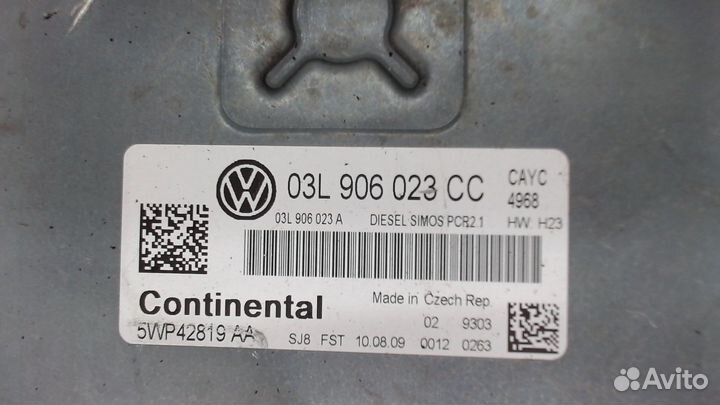 03L 906 023 CC CAYC
4968
03L 906 023 A DIESEL SIMOS PCR2.1 HW H23
Continental Made in Czech Rep.
02 9303
5WP42819 AA SJ8 FST 10.08.09 0012 0263
Avito